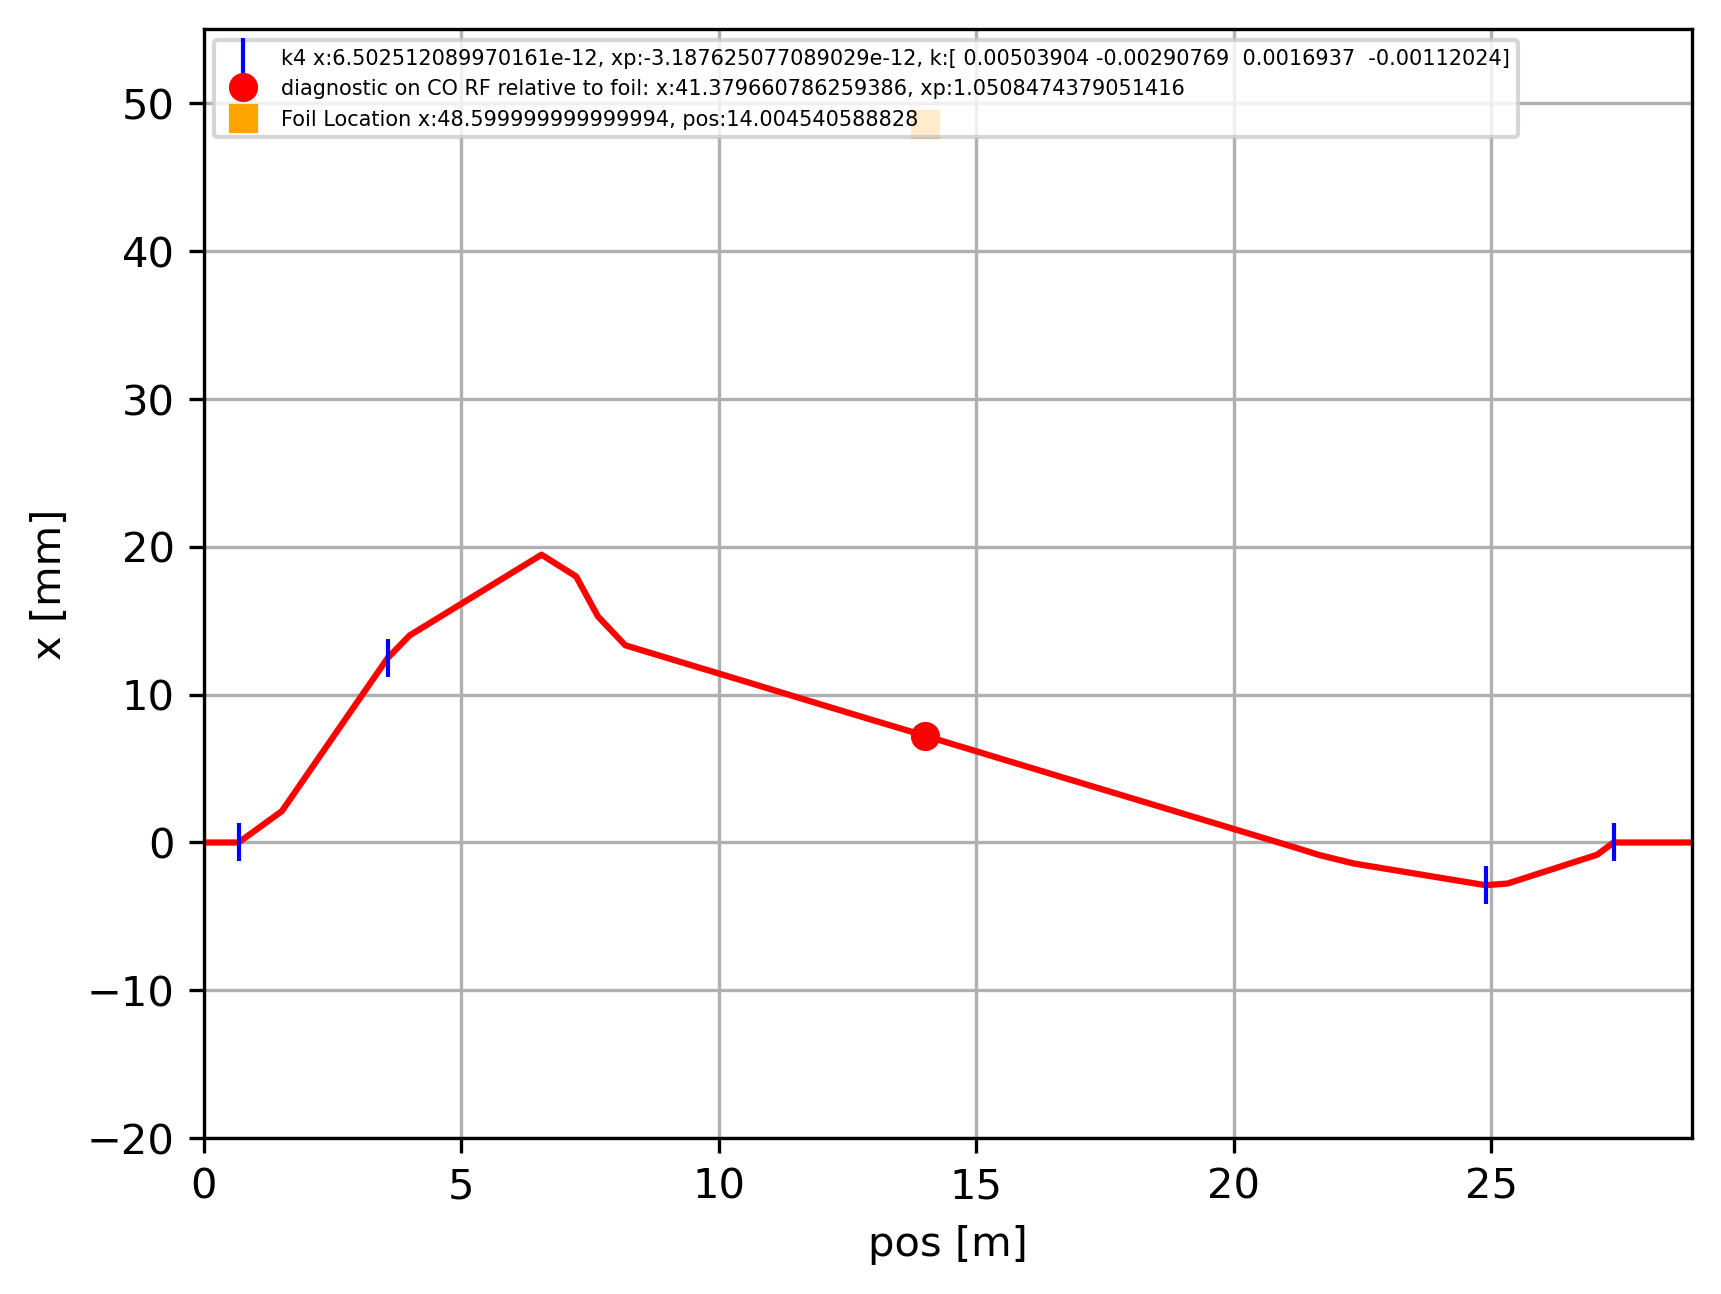 k4 x:6.502512089970161e-12, xp:-3.187625077089029e-12, k:[ 0.00503904 -0.00290769  0.0016937  -0.00112024]
diagnostic on CO RF relative to foil: x:41.379660786259386, xp:1.0508474379051416
Foil Location x:48.599999999999994, pos:14.004540588828
50
40
30
20
10
0
−10
−20
x [mm]
0 5 10 15 20 25
pos [m]